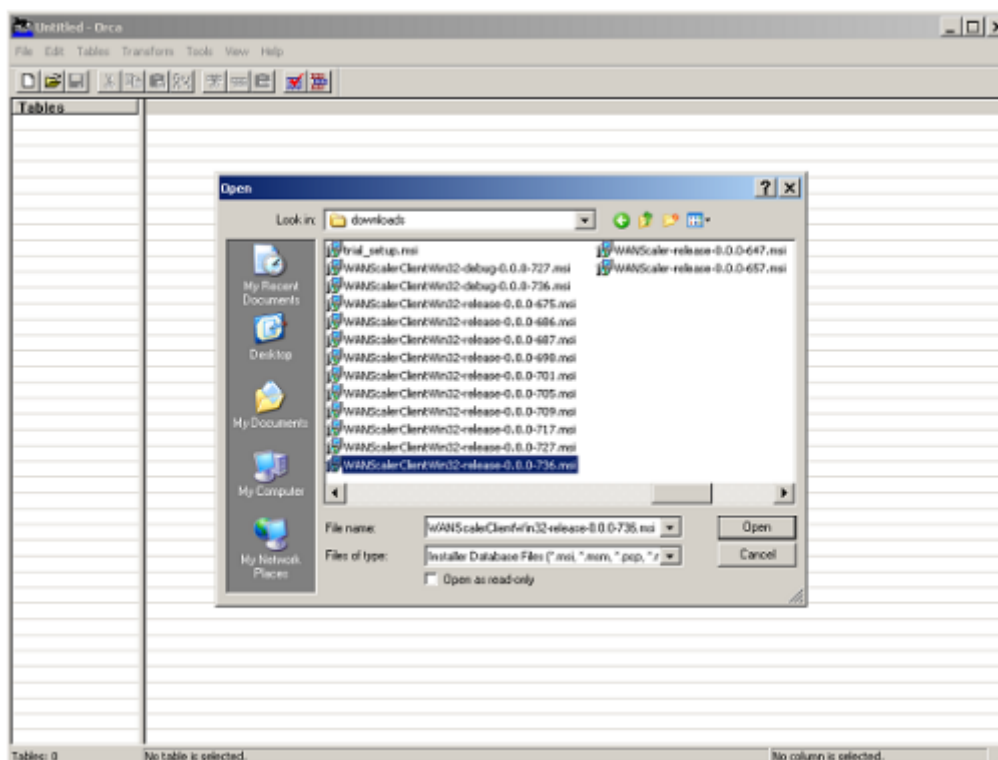 Untitled - Orca
File Edit Tables Transform Tools View Help
Tables
Open
Look in: downloads
My Recent Documents
Desktop
My Documents
My Computer
My Network Places
trial_setup.msi
WANScalerClientWin32-debug-0.0.0-727.msi
WANScalerClientWin32-debug-0.0.0-736.msi
WANScalerClientWin32-release-0.0.0-675.msi
WANScalerClientWin32-release-0.0.0-686.msi
WANScalerClientWin32-release-0.0.0-687.msi
WANScalerClientWin32-release-0.0.0-698.msi
WANScalerClientWin32-release-0.0.0-701.msi
WANScalerClientWin32-release-0.0.0-705.msi
WANScalerClientWin32-release-0.0.0-709.msi
WANScalerClientWin32-release-0.0.0-717.msi
WANScalerClientWin32-release-0.0.0-727.msi
WANScalerClientWin32-release-0.0.0-736.msi
WANScaler-release-0.0.0-647.msi
WANScaler-release-0.0.0-657.msi
File name: WANScalerClientWin32-release-0.0.0-736.msi
Open
Files of type: Installer Database Files (*.msi, *.msm, *.pcp, *.r
Cancel
Open as read-only
Tables: 0
No table is selected.
No column is selected.